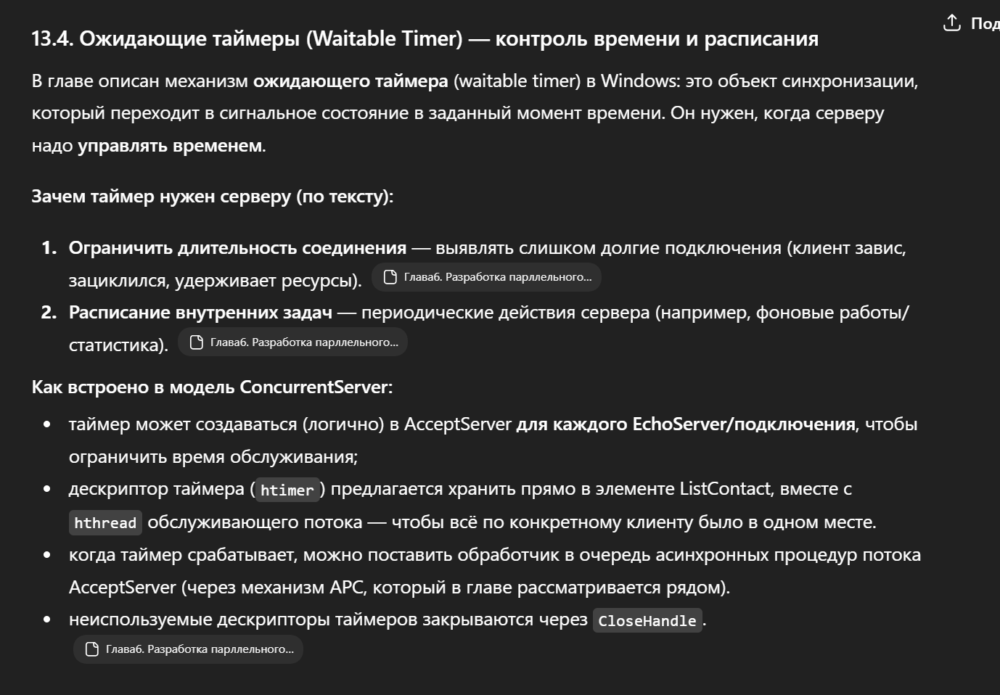 Под
13.4. Ожидающие таймеры (Waitable Timer) — контроль времени и расписания
В главе описан механизм ожидающего таймера (waitable timer) в Windows: это объект синхронизации,
который переходит в сигнальное состояние в заданный момент времени. Он нужен, когда серверу
надо управлять временем.
Зачем таймер нужен серверу (по тексту):
1. Ограничить длительность соединения — выявлять слишком долгие подключения (клиент завис,
зациклился, удерживает ресурсы). Глава6. Разработка парллельного...
2. Расписание внутренних задач — периодические действия сервера (например, фоновые работы/
статистика). Глава6. Разработка парллельного...
Как встроено в модель ConcurrentServer:
• таймер может создаваться (логично) в AcceptServer для каждого EchoServer/подключения, чтобы
ограничить время обслуживания;
• дескриптор таймера (htimer) предлагается хранить прямо в элементе ListContact, вместе с
hthread обслуживающего потока — чтобы всё по конкретному клиенту было в одном месте.
• когда таймер срабатывает, можно поставить обработчик в очередь асинхронных процедур потока
AcceptServer (через механизм APC, который в главе рассматривается рядом).
• неиспользуемые дескрипторы таймеров закрываются через CloseHandle.
Глава6. Разработка парллельного...